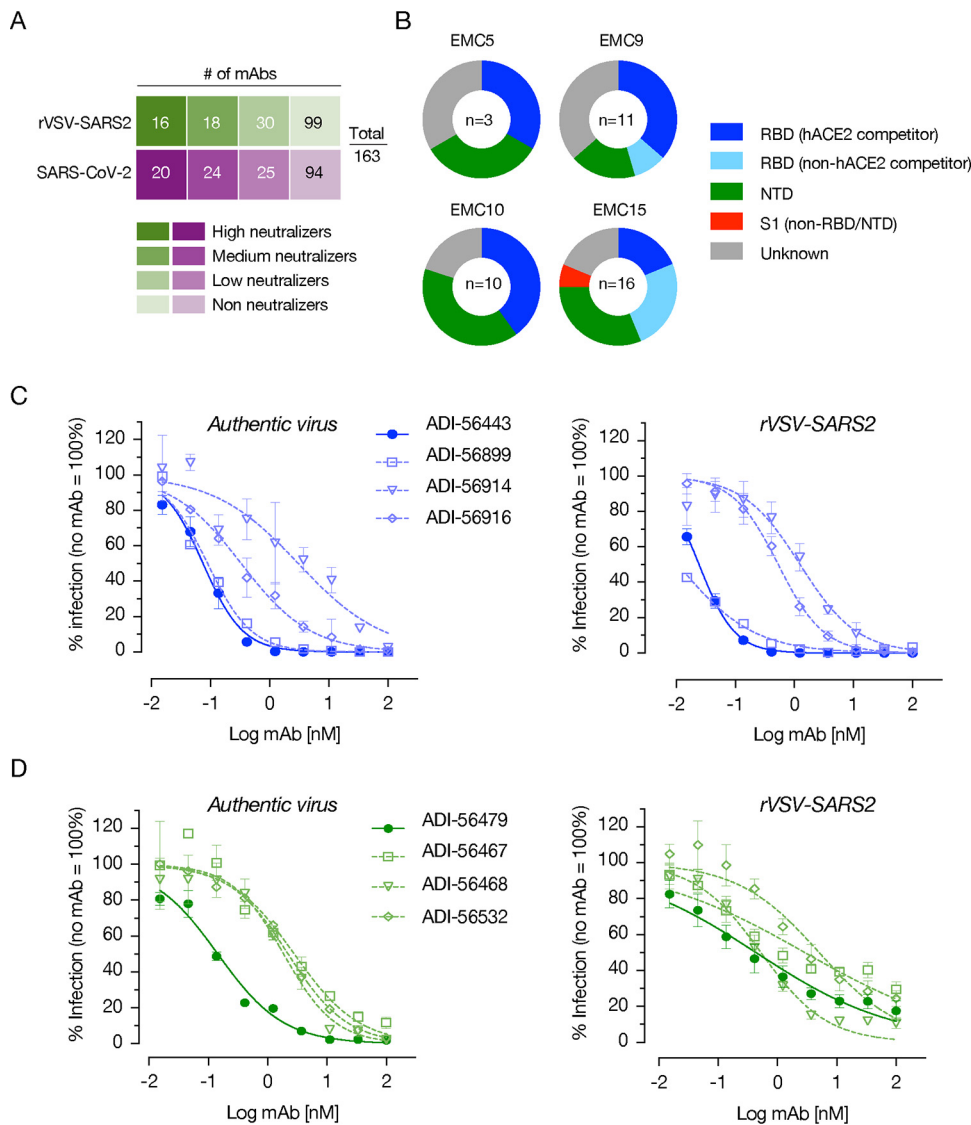 A
# of mAbs
rVSV-SARS2 16 18 30 99
SARS-CoV-2 20 24 25 94
Total
163
High neutralizers
Medium neutralizers
Low neutralizers
Non neutralizers
B
EMC5
n=3
EMC9
n=11
EMC10
n=10
EMC15
n=16
RBD (hACE2 competitor)
RBD (non-hACE2 competitor)
NTD
S1 (non-RBD/NTD)
Unknown
C
Authentic virus
% infection (no mAb = 100%)
120
100
80
60
40
20
0
-2 -1 0 1 2
Log mAb [nM]
ADI-56443
ADI-56899
ADI-56914
ADI-56916
rVSV-SARS2
% Infection (no mAb = 100%)
120
100
80
60
40
20
0
-2 -1 0 1 2
Log mAb [nM]
D
Authentic virus
% Infection (no mAb = 100%)
120
100
80
60
40
20
0
-2 -1 0 1 2
Log mAb [nM]
ADI-56479
ADI-56467
ADI-56468
ADI-56532
rVSV-SARS2
% Infection (no mAb = 100%)
120
100
80
60
40
20
0
-2 -1 0 1 2
Log mAb [nM]